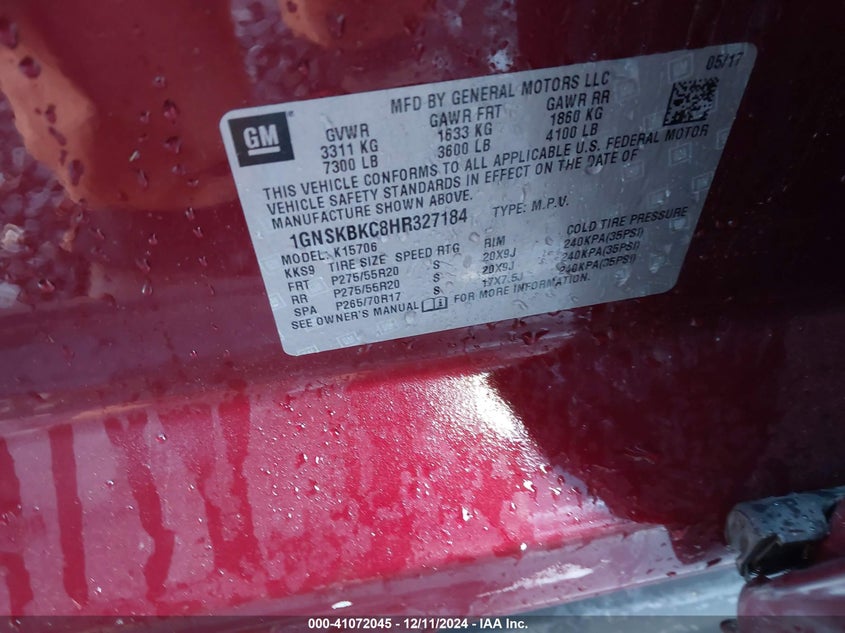 05/17
MFD BY GENERAL MOTORS LLC
GM
GVWR GAWR FRT GAWR RR
3311 KG 1633 KG 1860 KG
7300 LB 3600 LB 4100 LB
THIS VEHICLE CONFORMS TO ALL APPLICABLE U.S. FEDERAL MOTOR
VEHICLE SAFETY STANDARDS IN EFFECT ON THE DATE OF
MANUFACTURE SHOWN ABOVE.
1GNSKBKC8HR327184 TYPE: M.P.V.
MODEL: K15706
KKS9 TIRE SIZE SPEED RTG RIM COLD TIRE PRESSURE
FRT P275/55R20 S 20X9J 240KPA(35PSI)
RR P275/55R20 S 20X9J 240KPA(35PSI)
SPA P265/70R17 S 17X7.5J 240KPA(35PSI)
SEE OWNER'S MANUAL FOR MORE INFORMATION.
000-41072045 - 12/11/2024 - IAA Inc.